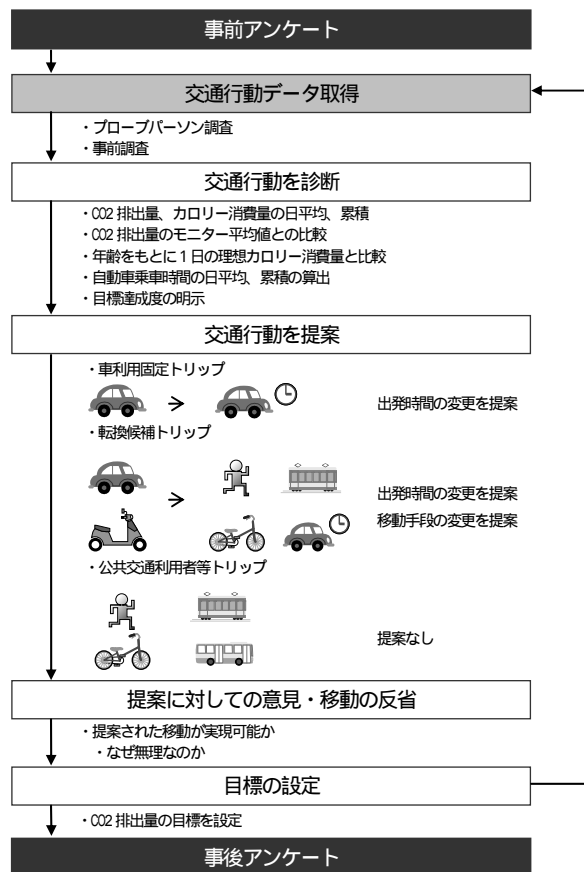 事前アンケート
交通行動データ取得
・プローブパーソン調査
・事前調査
交通行動を診断
・CO2 排出量、カロリー消費量の日平均、累積
・CO2 排出量のモニター平均値との比較
・年齢をもとに1日の理想カロリー消費量と比較
・自動車乗車時間の日平均、累積の算出
・目標達成度の明示
交通行動を提案
・車利用固定トリップ
出発時間の変更を提案
・転換候補トリップ
出発時間の変更を提案
移動手段の変更を提案
・公共交通利用者等トリップ
提案なし
提案に対しての意見・移動の反省
・提案された移動が実現可能か
・なぜ無理なのか
目標の設定
・CO2 排出量の目標を設定
事後アンケート